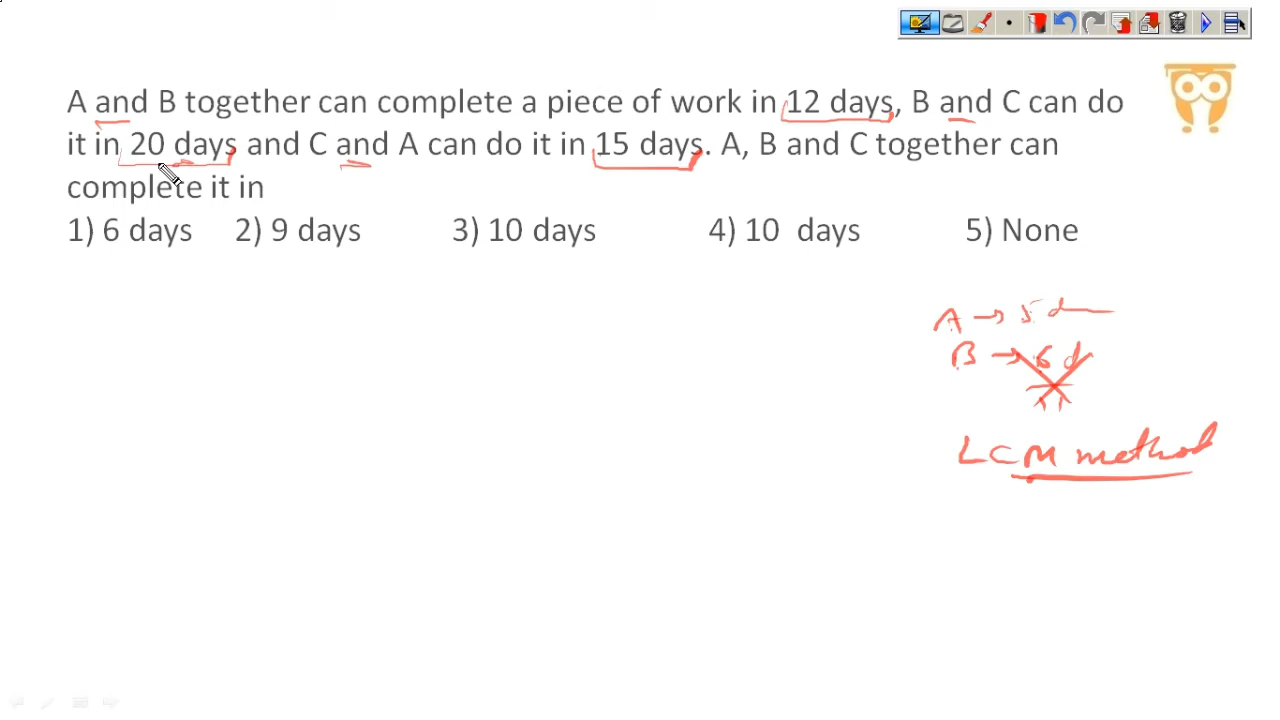 A and B together can complete a piece of work in 12 days, B and C can do
it in 20 days and C and A can do it in 15 days. A, B and C together can
complete it in
1) 6 days 2) 9 days 3) 10 days 4) 10 days 5) None
A → 5 d
B → 6 d
LCM method